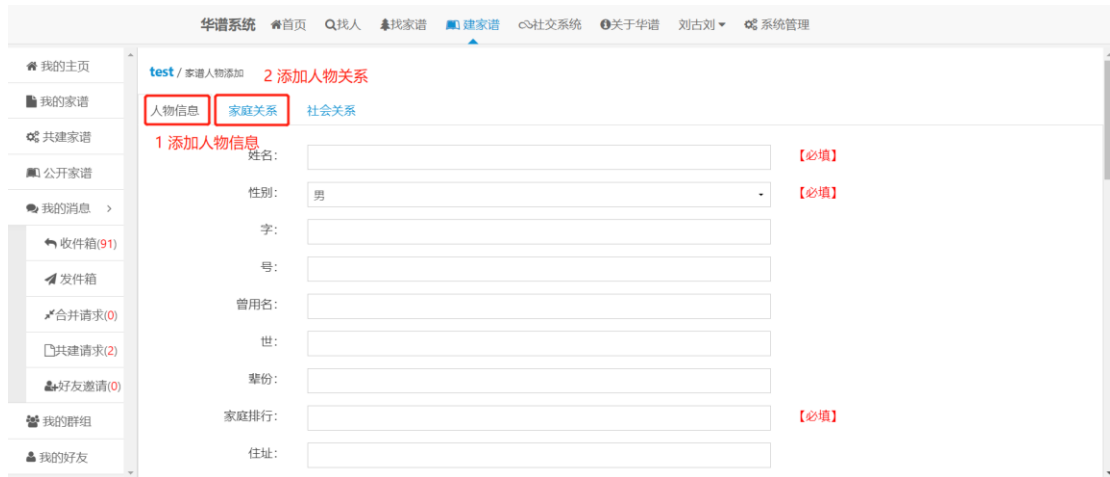 华谱系统 首页 找人 找家谱 建家谱 社交系统 关于华谱 刘古刘 系统管理
我的主页
我的家谱
共建家谱
公开家谱
我的消息 >
收件箱(91)
发件箱
合并请求(0)
共建请求(2)
好友邀请(0)
我的群组
我的好友
test / 家谱人物添加
2 添加人物关系
人物信息 家庭关系 社会关系
1 添加人物信息
姓名: 【必填】
性别: 男 【必填】
字:
号:
曾用名:
世:
辈份:
家庭排行: 【必填】
住址: